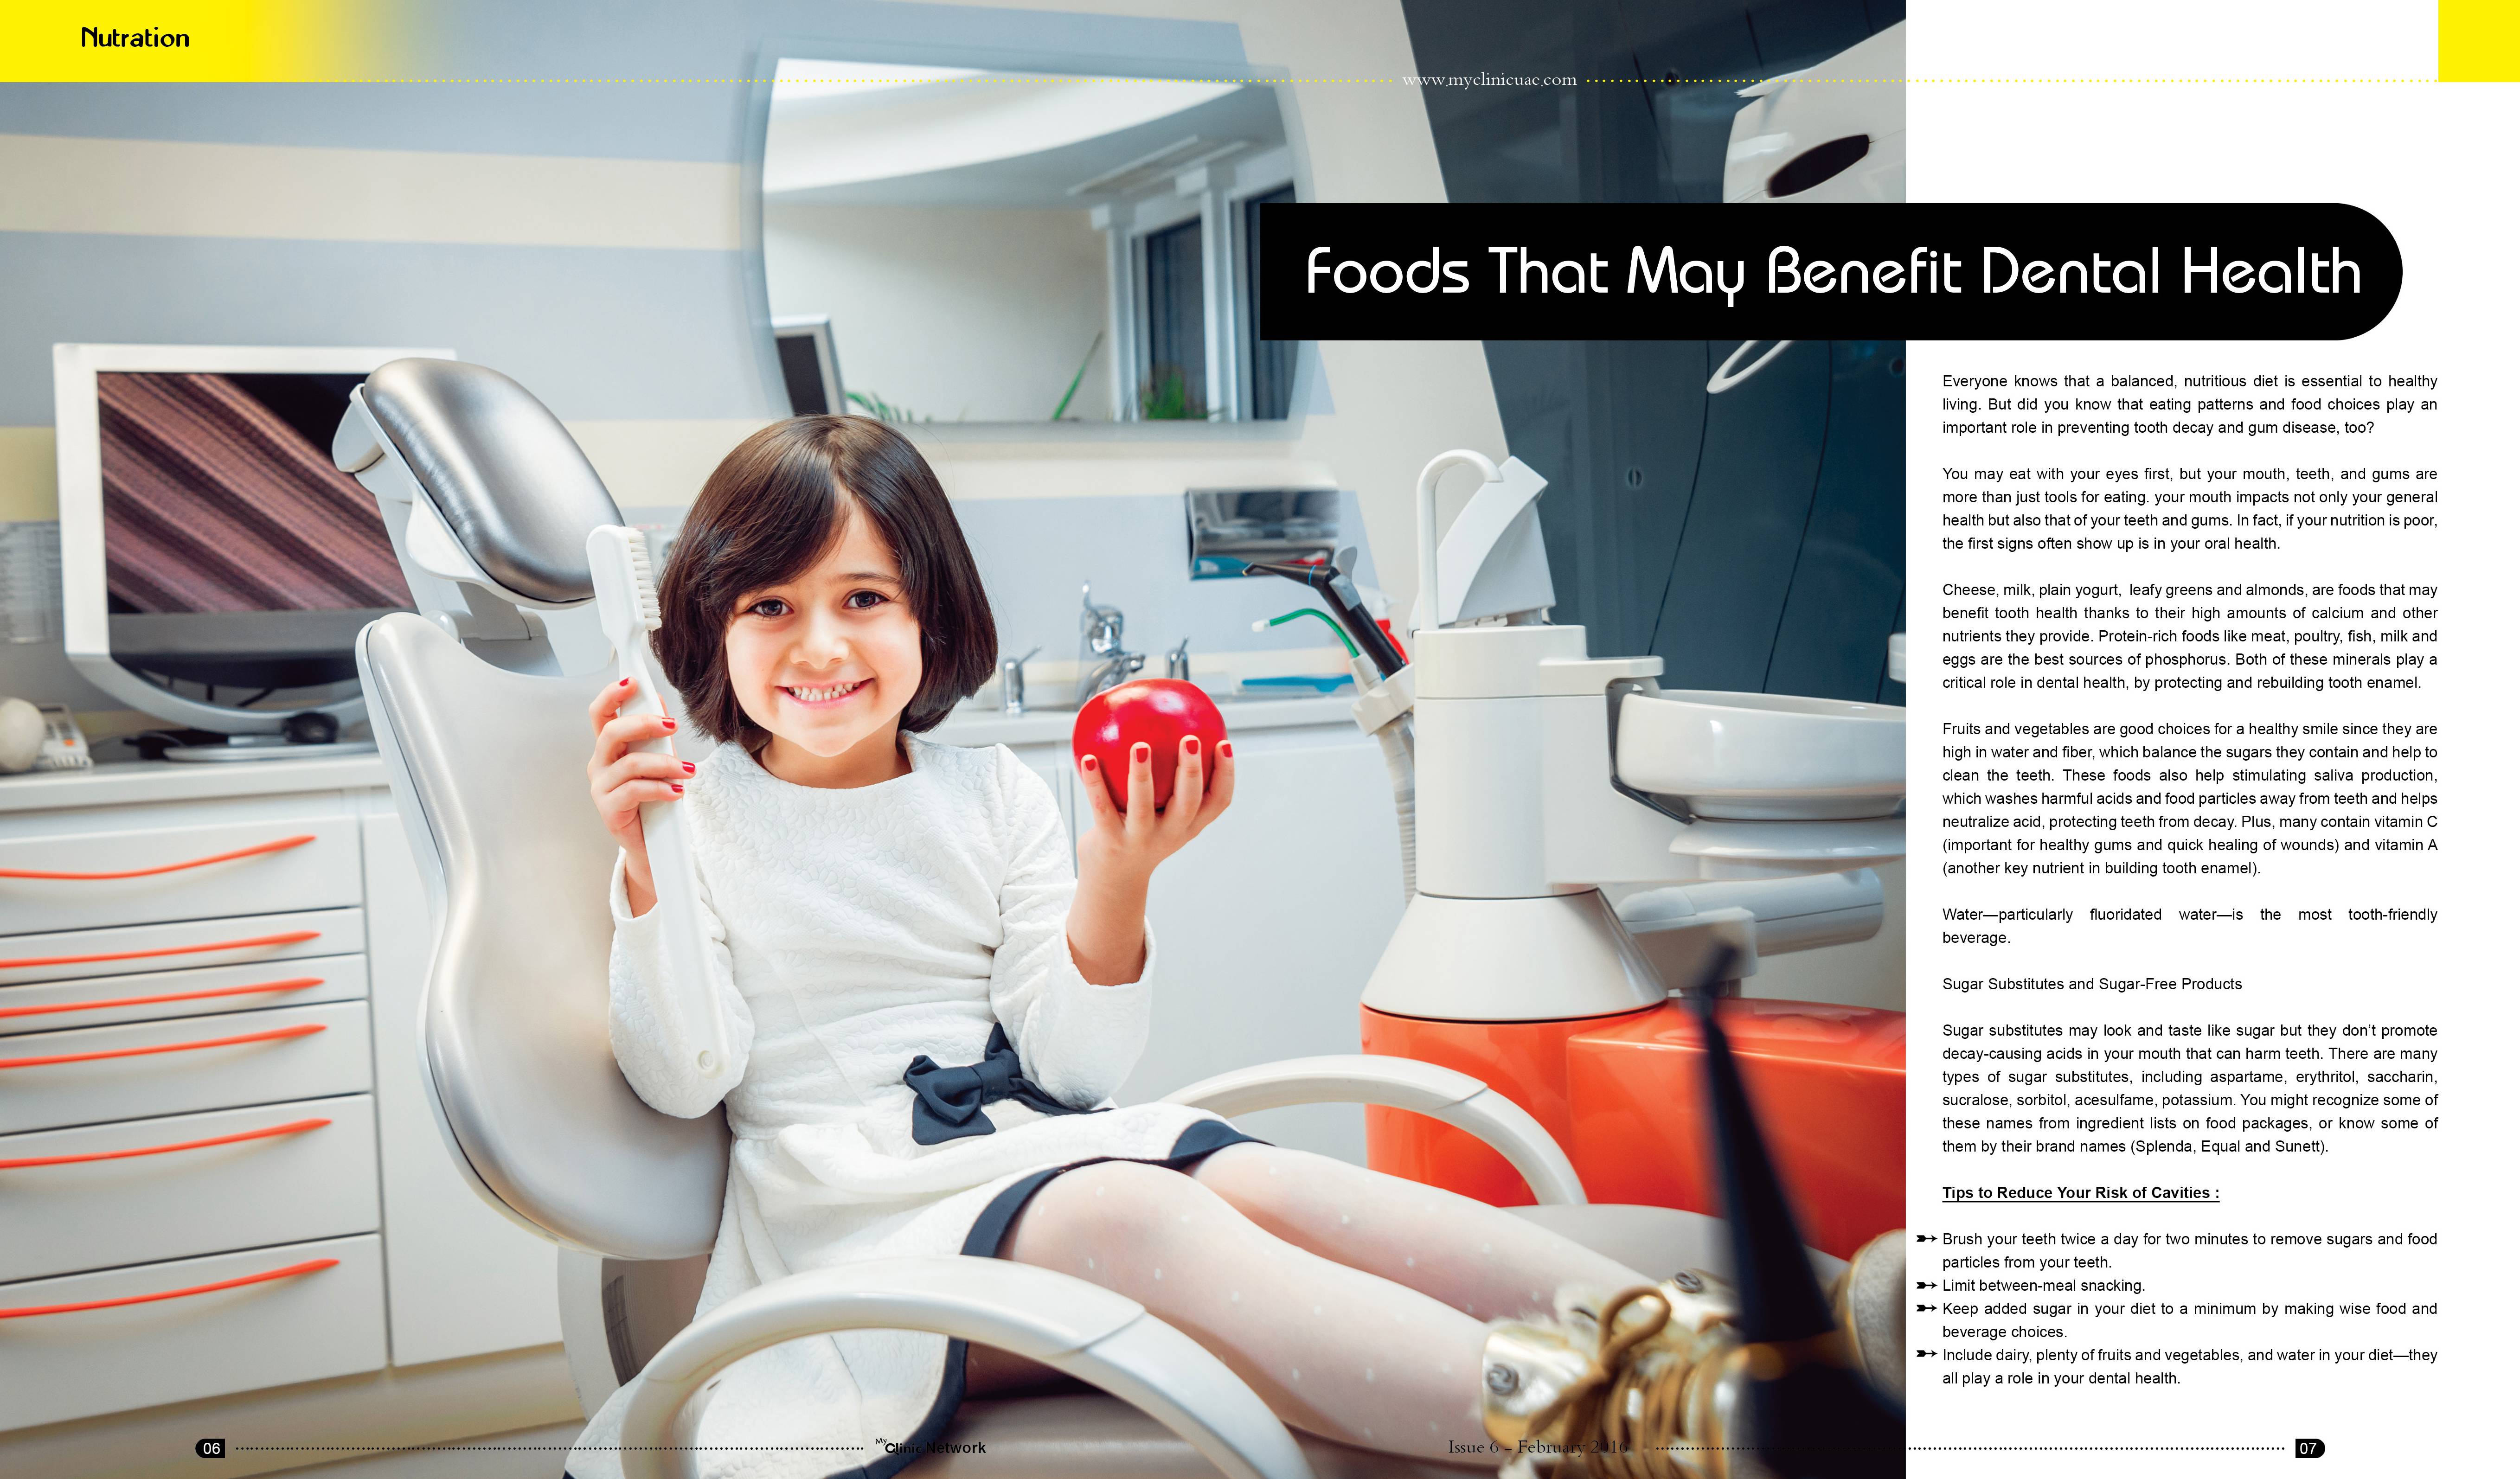 Nutration
www.myclinicuae.com
Foods That May Benefit Dental Health
Everyone knows that a balanced, nutritious diet is essential to healthy
living. But did you know that eating patterns and food choices play an
important role in preventing tooth decay and gum disease, too?
You may eat with your eyes first, but your mouth, teeth, and gums are
more than just tools for eating. your mouth impacts not only your general
health but also that of your teeth and gums. In fact, if your nutrition is poor,
the first signs often show up is in your oral health.
Cheese, milk, plain yogurt, leafy greens and almonds, are foods that may
benefit tooth health thanks to their high amounts of calcium and other
nutrients they provide. Protein-rich foods like meat, poultry, fish, milk and
eggs are the best sources of phosphorus. Both of these minerals play a
critical role in dental health, by protecting and rebuilding tooth enamel.
Fruits and vegetables are good choices for a healthy smile since they are
high in water and fiber, which balance the sugars they contain and help to
clean the teeth. These foods also help stimulating saliva production,
which washes harmful acids and food particles away from teeth and helps
neutralize acid, protecting teeth from decay. Plus, many contain vitamin C
(important for healthy gums and quick healing of wounds) and vitamin A
(another key nutrient in building tooth enamel).
Water—particularly fluoridated water—is the most tooth-friendly
beverage.
Sugar Substitutes and Sugar-Free Products
Sugar substitutes may look and taste like sugar but they don’t promote
decay-causing acids in your mouth that can harm teeth. There are many
types of sugar substitutes, including aspartame, erythritol, saccharin,
sucralose, sorbitol, acesulfame, potassium. You might recognize some of
these names from ingredient lists on food packages, or know some of
them by their brand names (Splenda, Equal and Sunett).
Tips to Reduce Your Risk of Cavities :
Brush your teeth twice a day for two minutes to remove sugars and food
particles from your teeth.
Limit between-meal snacking.
Keep added sugar in your diet to a minimum by making wise food and
beverage choices.
Include dairy, plenty of fruits and vegetables, and water in your diet—they
all play a role in your dental health.
06
My Clinic Network
Issue 6 - February 2016
07